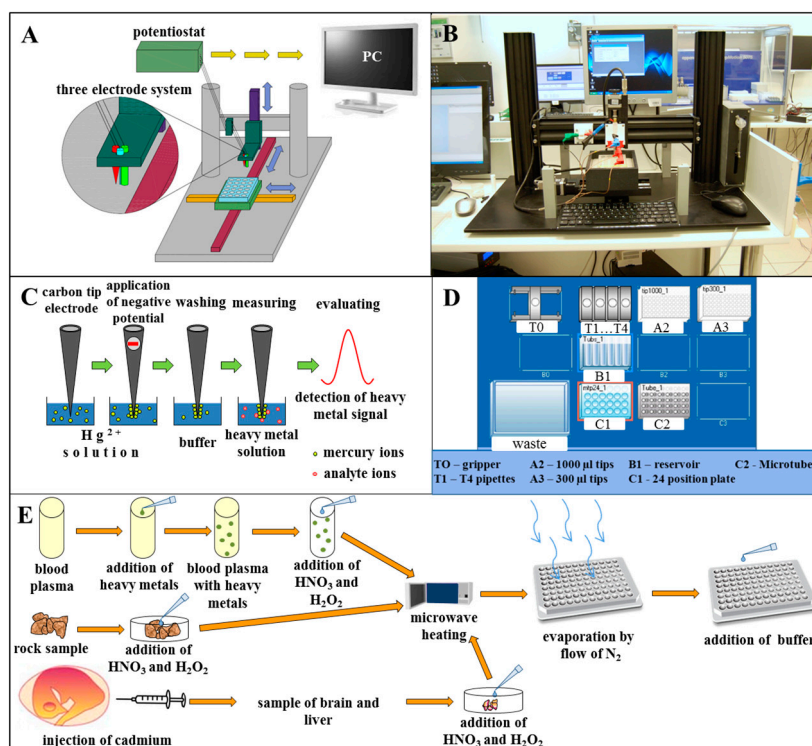 A
potentiostat
PC
three electrode system
B
C
carbon tip
electrode
application
of negative
potential
washing
measuring
evaluating
Hg2+
solution
buffer
heavy metal
solution
detection of heavy
metal signal
mercury ions
analyte ions
D
tip1000_1
tip300_1
T0
T1...T4
A2
A3
Tubs_1
B0
B1
B2
B3
mtp24_1
Tube_1
waste
C1
C2
C3
TO – gripper
A2 – 1000 µl tips
B1 – reservoir
C2 - Microtube
T1 – T4 pipettes
A3 – 300 µl tips
C1 - 24 position plate
E
blood
plasma
addition of
heavy metals
blood plasma
with heavy
metals
addition of
HNO3 and
H2O2
rock sample
addition of
HNO3 and H2O2
microwave
heating
evaporation by
flow of N2
addition of buffer
injection of cadmium
sample of brain and
liver
addition of
HNO3 and H2O2